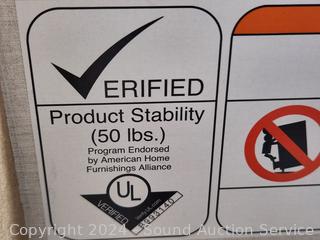 VERIFIED
Product Stability
(50 lbs.)
Program Endorsed
by American Home
Furnishings Alliance
UL
VERIFIED
Copyright 2024 - Sound Auction Service